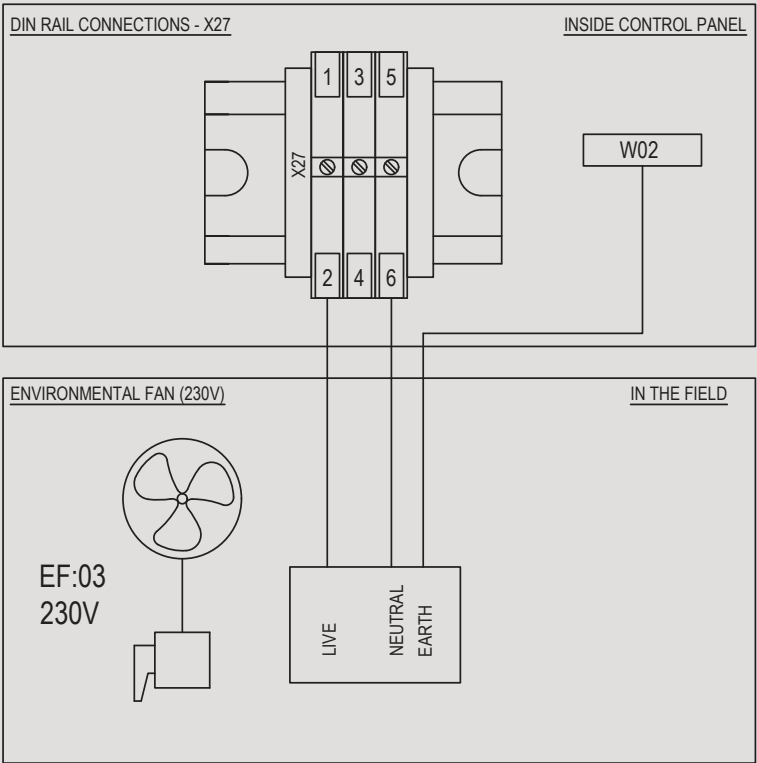 DIN RAIL CONNECTIONS - X27
INSIDE CONTROL PANEL
1 3 5
X27
W02
2 4 6
ENVIRONMENTAL FAN (230V)
IN THE FIELD
EF:03
230V
LIVE
NEUTRAL
EARTH